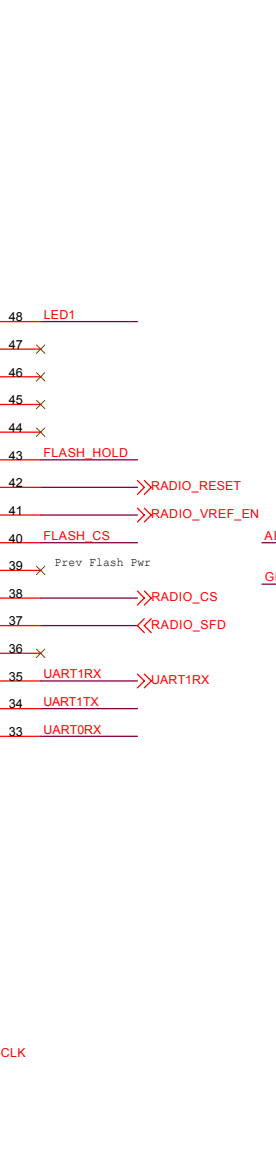 48 LED1
47
46
45
44
43 FLASH_HOLD
42 RADIO_RESET
41 RADIO_VREF_EN
40 FLASH_CS
39 Prev Flash Pwr
38 RADIO_CS
37 RADIO_SFD
36
35 UART1RX UART1RX
34 UART1TX
33 UART0RX
CLK